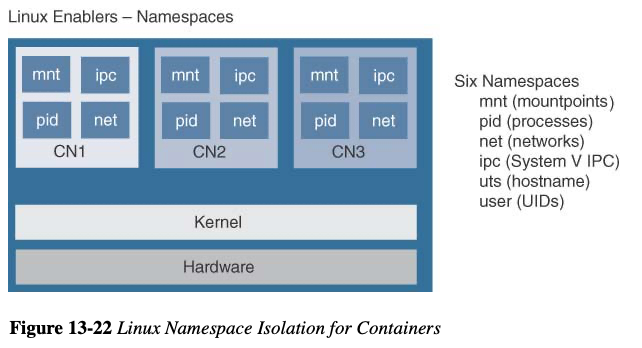 Linux Enablers – Namespaces
mnt ipc
pid net
CN1
mnt ipc
pid net
CN2
mnt ipc
pid net
CN3
Kernel
Hardware
Six Namespaces
mnt (mountpoints)
pid (processes)
net (networks)
ipc (System V IPC)
uts (hostname)
user (UIDs)
Figure 13-22 Linux Namespace Isolation for Containers